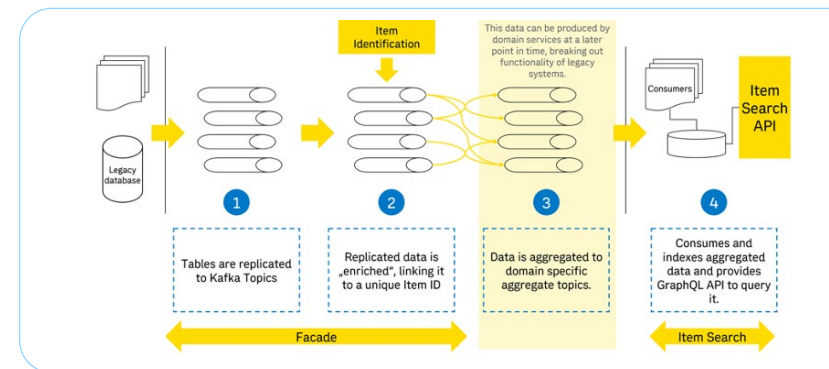 Item
Identification
This data can be produced by
domain services at a later
point in time, breaking out
functionality of legacy
systems.
Consumers
Item
Search
API
Legacy
database
1
2
3
4
Tables are replicated
to Kafka Topics
Replicated data is
„enriched“, linking it
to a unique Item ID
Data is aggregated to
domain specific
aggregate topics.
Consumes and
indexes aggregated
data and provides
GraphQL API to query
it.
Facade
Item Search